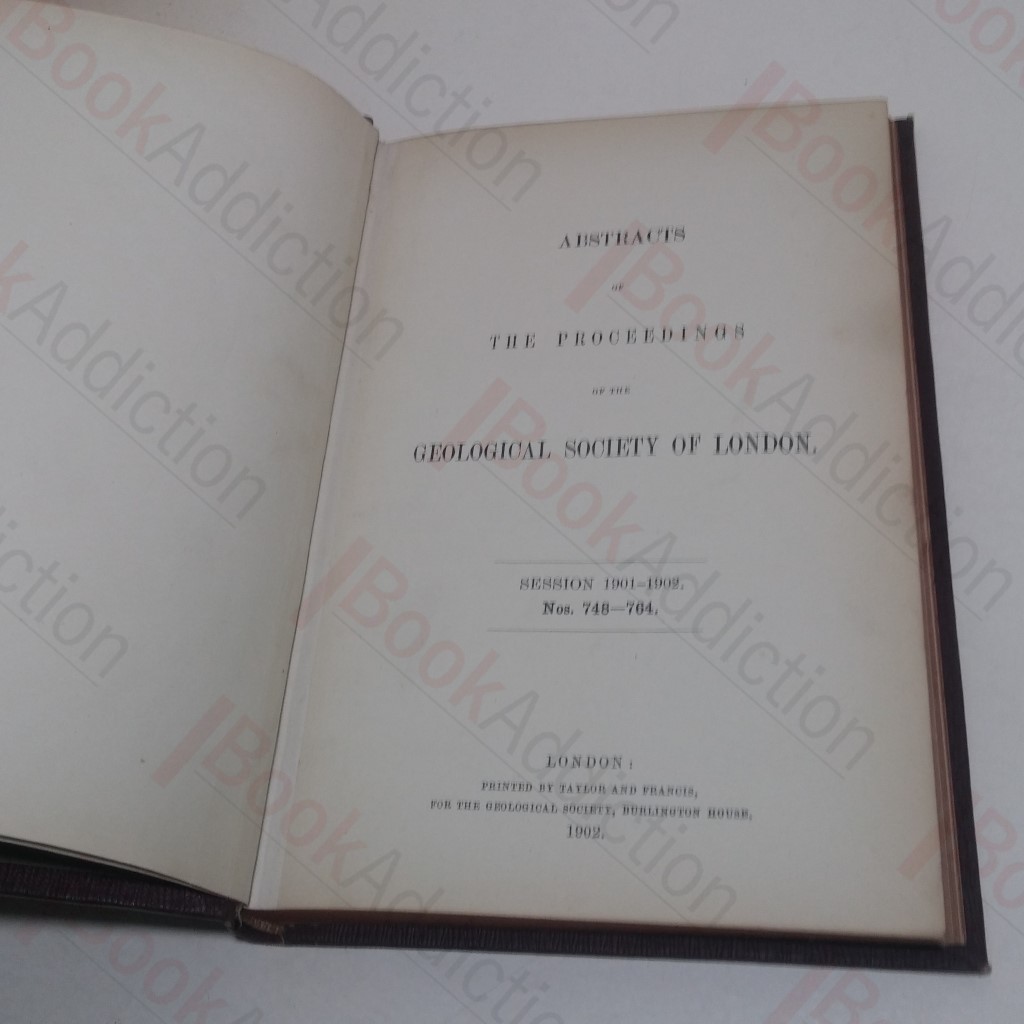 ABSTRACTS
OF
THE PROCEEDINGS
OF THE
GEOLOGICAL SOCIETY OF LONDON.
SESSION 1901–1902.
Nos. 748—764.
LONDON:
PRINTED BY TAYLOR AND FRANCIS,
FOR THE GEOLOGICAL SOCIETY, BURLINGTON HOUSE.
1902.
BookAddiction